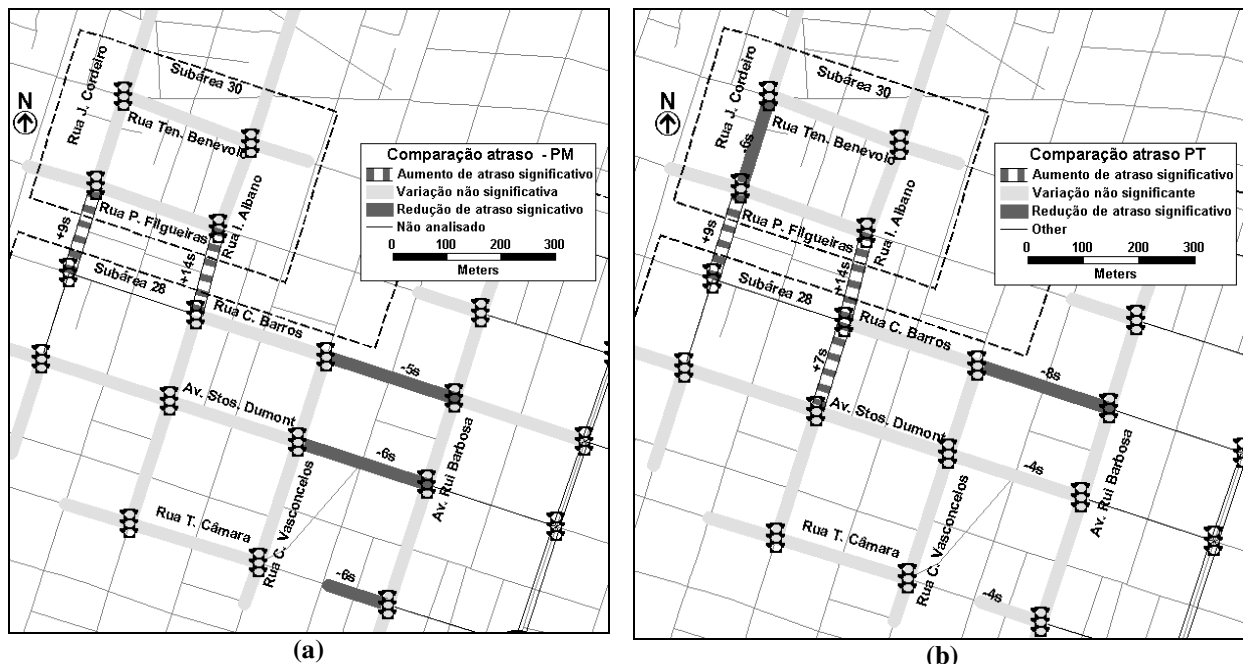 Subárea 30
Rua J. Cordeiro
N
Rua Ten. Benevolo
Comparação atraso - PM
Aumento de atraso significativo
Variação não significativa
Redução de atraso signicativo
Não analisado
0 100 200 300
Meters
Rua P. Filgueiras
Rua I. Albano
+9s
+14s
Subárea 28
Rua C. Barros
-5s
Av. Stos. Dumont
-6s
Av. Rui Barbosa
Rua T. Câmara
Rua C. Vasconcelos
-6s
(a)
Subárea 30
Rua J. Cordeiro
N
Rua Ten. Benevolo
-6s
Comparação atraso PT
Aumento de atraso significativo
Variação não significante
Redução de atraso significativo
Other
0 100 200 300
Meters
Rua P. Filgueiras
Rua I. Albano
+9s
+14s
Subárea 28
Rua C. Barros
+7s
-8s
Av. Stos. Dumont
-4s
Av. Rui Barbosa
Rua T. Câmara
Rua C. Vasconcelos
-4s
(b)